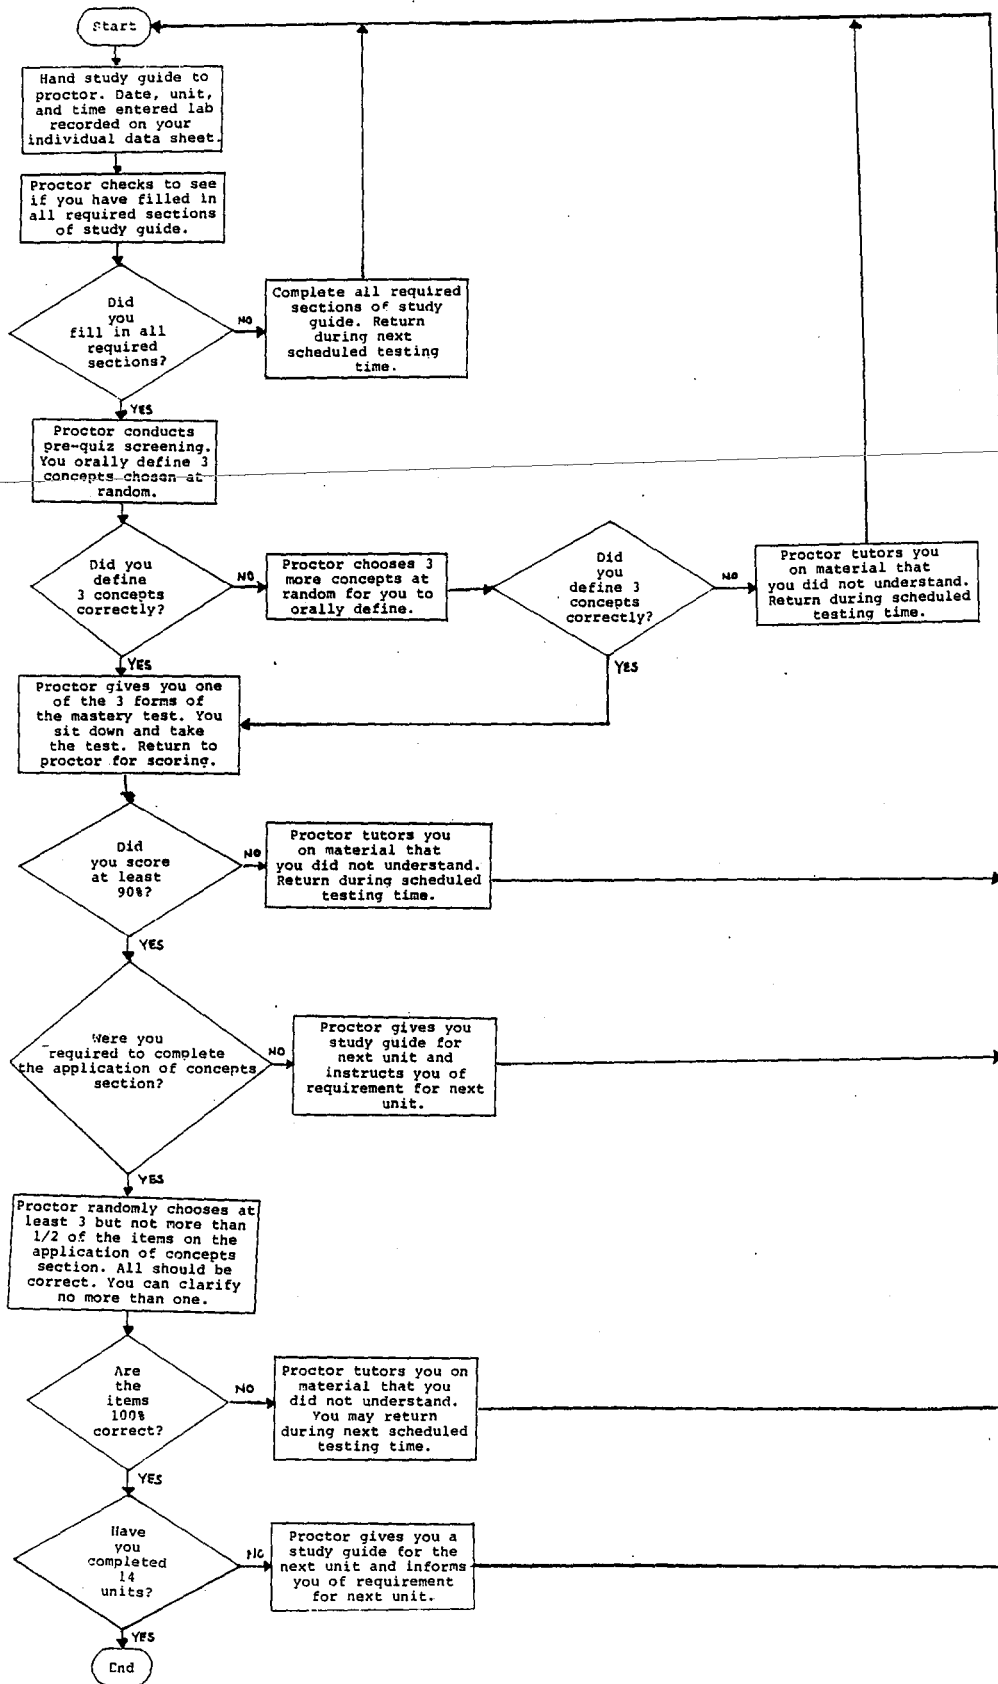 Start
Hand study guide to
proctor. Date, unit,
and time entered lab
recorded on your
individual data sheet.
Proctor checks to see
if you have filled in
all required sections
of study guide.
Did
you
fill in all
required
sections?
NO
Complete all required
sections of study
guide. Return
during next
scheduled testing
time.
YES
Proctor conducts
pre-quiz screening.
You orally define 3
concepts chosen at
random.
Did you
define
3 concepts
correctly?
NO
Proctor chooses 3
more concepts at
random for you to
orally define.
Did
you
define 3
concepts
correctly?
NO
Proctor tutors you
on material that
you did not understand.
Return during scheduled
testing time.
YES
YES
Proctor gives you one
of the 3 forms of
the mastery test. You
sit down and take
the test. Return to
proctor for scoring.
Did
you score
at least
90%?
NO
Proctor tutors you
on material that
you did not understand.
Return during scheduled
testing time.
YES
Were you
required to complete
the application of concepts
section?
NO
Proctor gives you
study guide for
next unit and
instructs you of
requirement for next
unit.
YES
Proctor randomly chooses at
least 3 but not more than
1/2 of the items on the
application of concepts
section. All should be
correct. You can clarify
no more than one.
Are
the
items
100%
correct?
NO
Proctor tutors you on
material that you
did not understand.
You may return
during next scheduled
testing time.
YES
Have
you
completed
14
units?
NO
Proctor gives you a
study guide for the
next unit and informs
you of requirement
for next unit.
YES
End